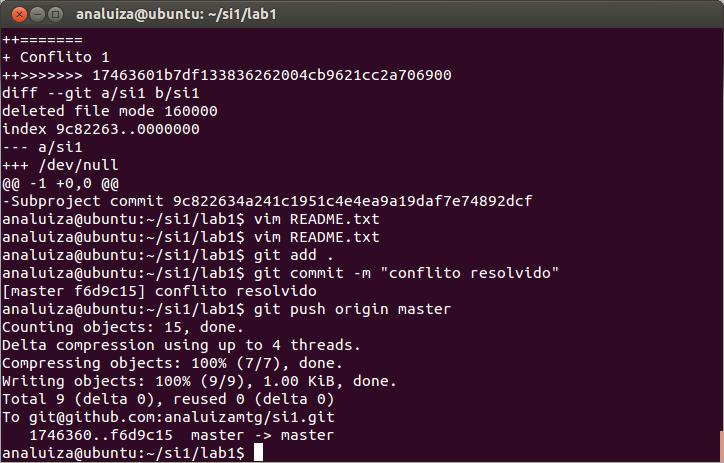 analuiza@ubuntu: ~/si1/lab1
++=======
+ Conflito 1
++>>>>>>> 17463601b7df133836262004cb9621cc2a706900
diff --git a/si1 b/si1
deleted file mode 160000
index 9c82263..0000000
--- a/si1
+++ /dev/null
@@ -1 +0,0 @@
-Subproject commit 9c822634a241c1951c4e4ea9a19daf7e74892dcf
analuiza@ubuntu:~/si1/lab1$ vim README.txt
analuiza@ubuntu:~/si1/lab1$ vim README.txt
analuiza@ubuntu:~/si1/lab1$ git add .
analuiza@ubuntu:~/si1/lab1$ git commit -m "conflito resolvido"
[master f6d9c15] conflito resolvido
analuiza@ubuntu:~/si1/lab1$ git push origin master
Counting objects: 15, done.
Delta compression using up to 4 threads.
Compressing objects: 100% (7/7), done.
Writing objects: 100% (9/9), 1.00 KiB, done.
Total 9 (delta 0), reused 0 (delta 0)
To git@github.com:analuizamtg/si1.git
   1746360..f6d9c15  master -> master
analuiza@ubuntu:~/si1/lab1$